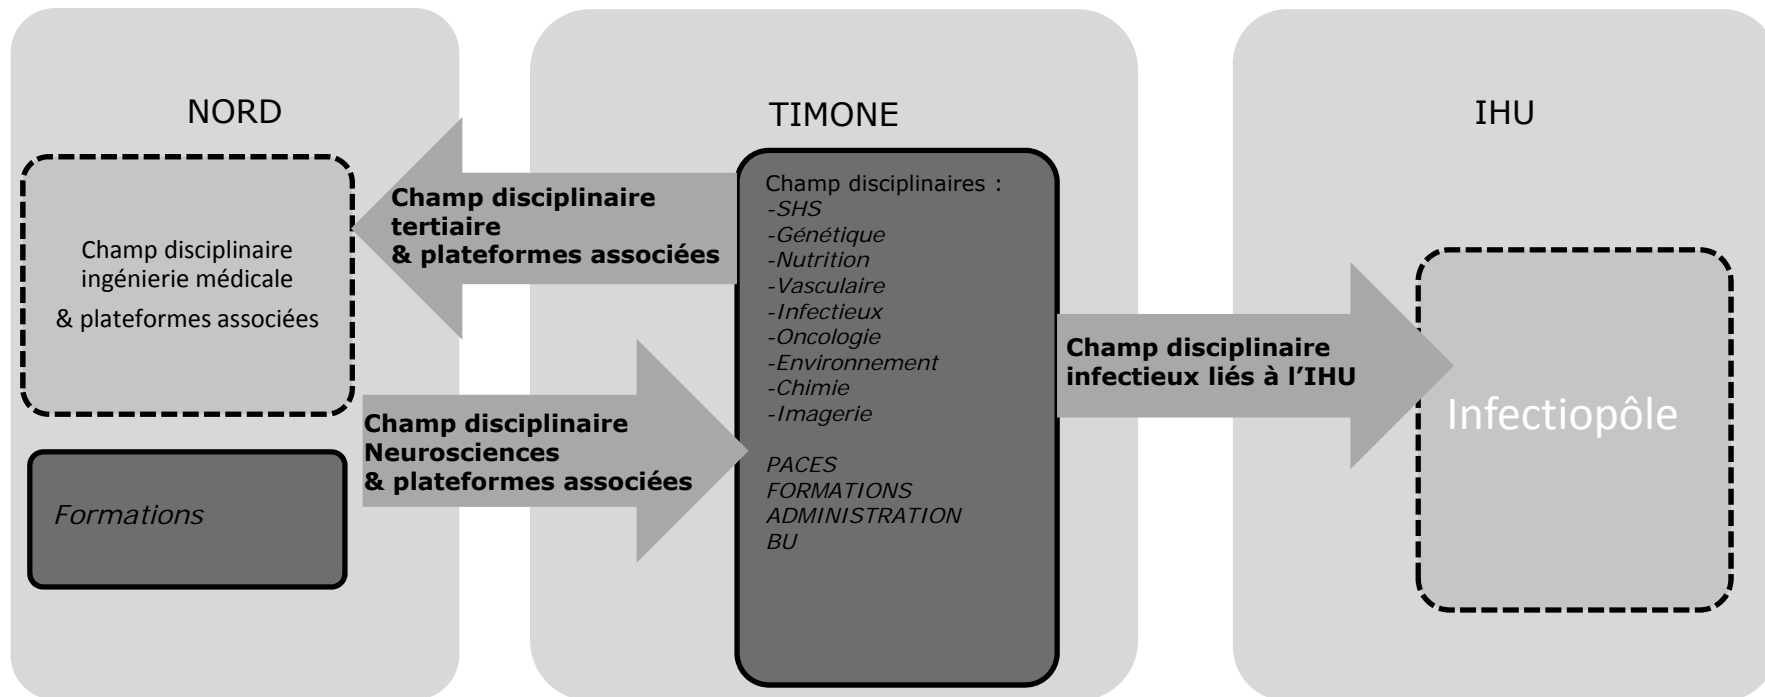 NORD
Champ disciplinaire
ingénierie médicale
& plateformes associées
Formations
Champ disciplinaire
tertiaire
& plateformes associées
Champ disciplinaire
Neurosciences
& plateformes associées
TIMONE
Champ disciplinaires :
-SHS
-Génétique
-Nutrition
-Vasculaire
-Infectieux
-Oncologie
-Environnement
-Chimie
-Imagerie
PACES
FORMATIONS
ADMINISTRATION
BU
Champ disciplinaire
infectieux liés à l’IHU
IHU
Infectiopôle